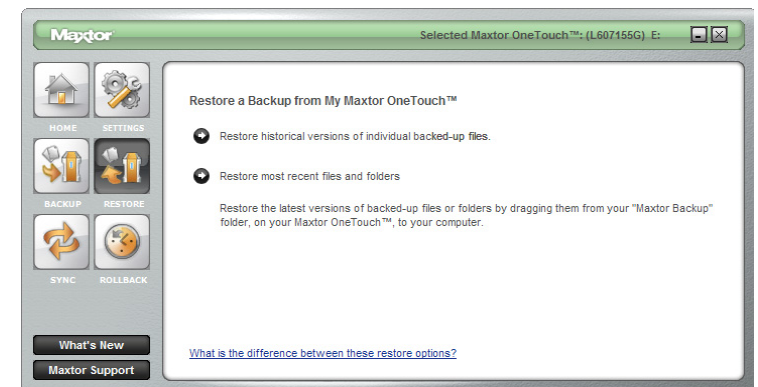 Maxtor
Selected Maxtor OneTouch™: (L607155G) E:
HOME SETTINGS
BACKUP RESTORE
SYNC ROLLBACK
What's New
Maxtor Support
Restore a Backup from My Maxtor OneTouch™
Restore historical versions of individual backed-up files.
Restore most recent files and folders
Restore the latest versions of backed-up files or folders by dragging them from your "Maxtor Backup"
folder, on your Maxtor OneTouch™, to your computer.
What is the difference between these restore options?